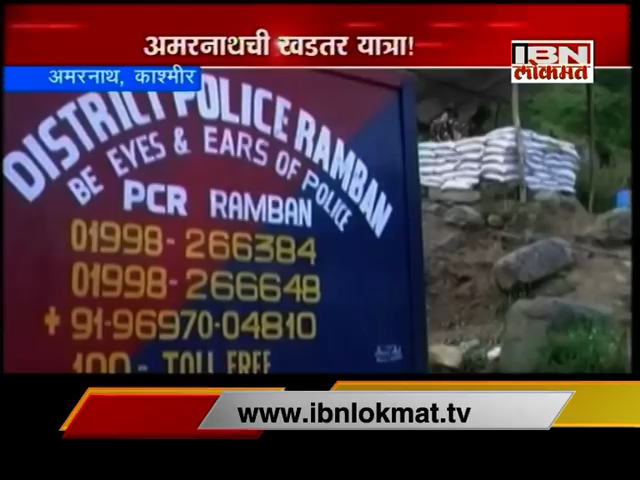 अमरनाथची खडतर यात्रा!
IBN
लोकमत
अमरनाथ, काश्मीर
DISTRICT POLICE RAMBAN
BE EYES & EARS OF POLICE
PCR RAMBAN
01998-266384
01998-266648
+91-96970-04810
100- TOLL FREE
www.ibnlokmat.tv